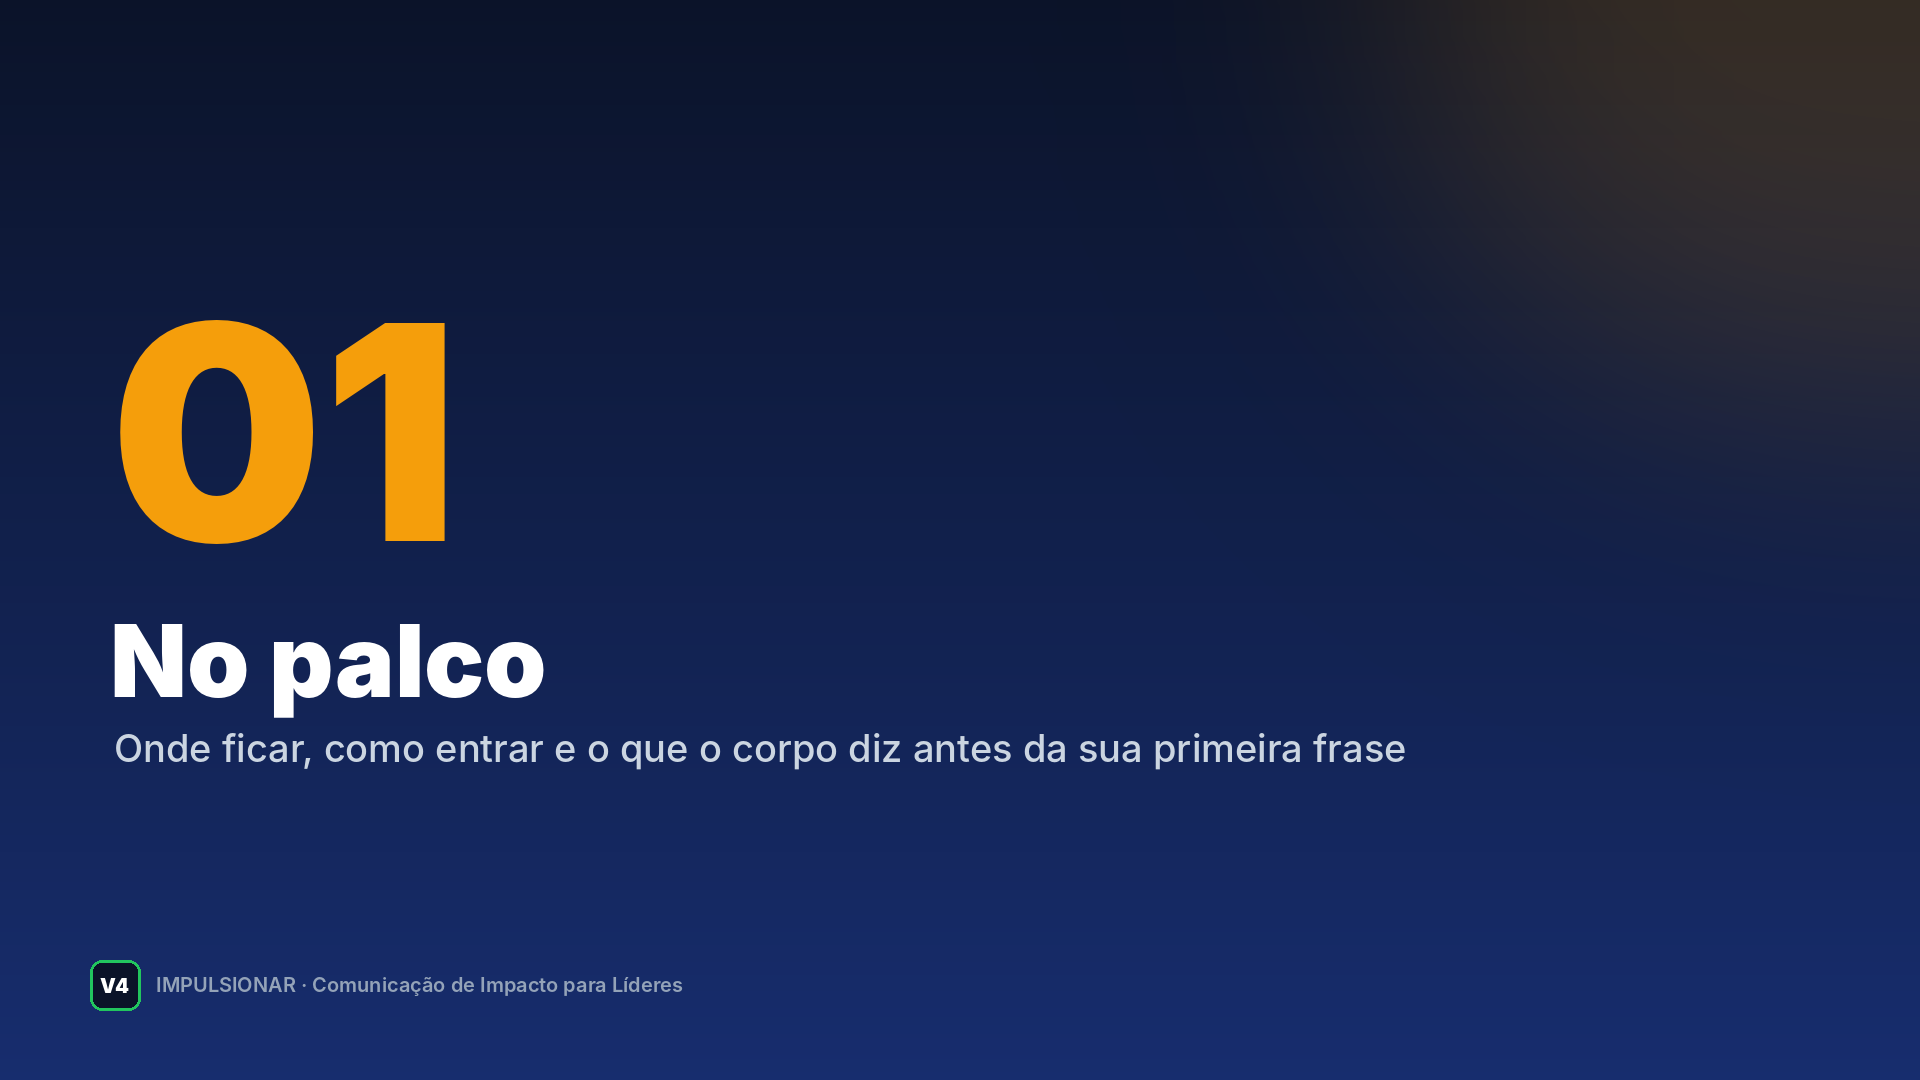 01
No palco
Onde ficar, como entrar e o que o corpo diz antes da sua primeira frase
V4 IMPULSIONAR · Comunicação de Impacto para Líderes